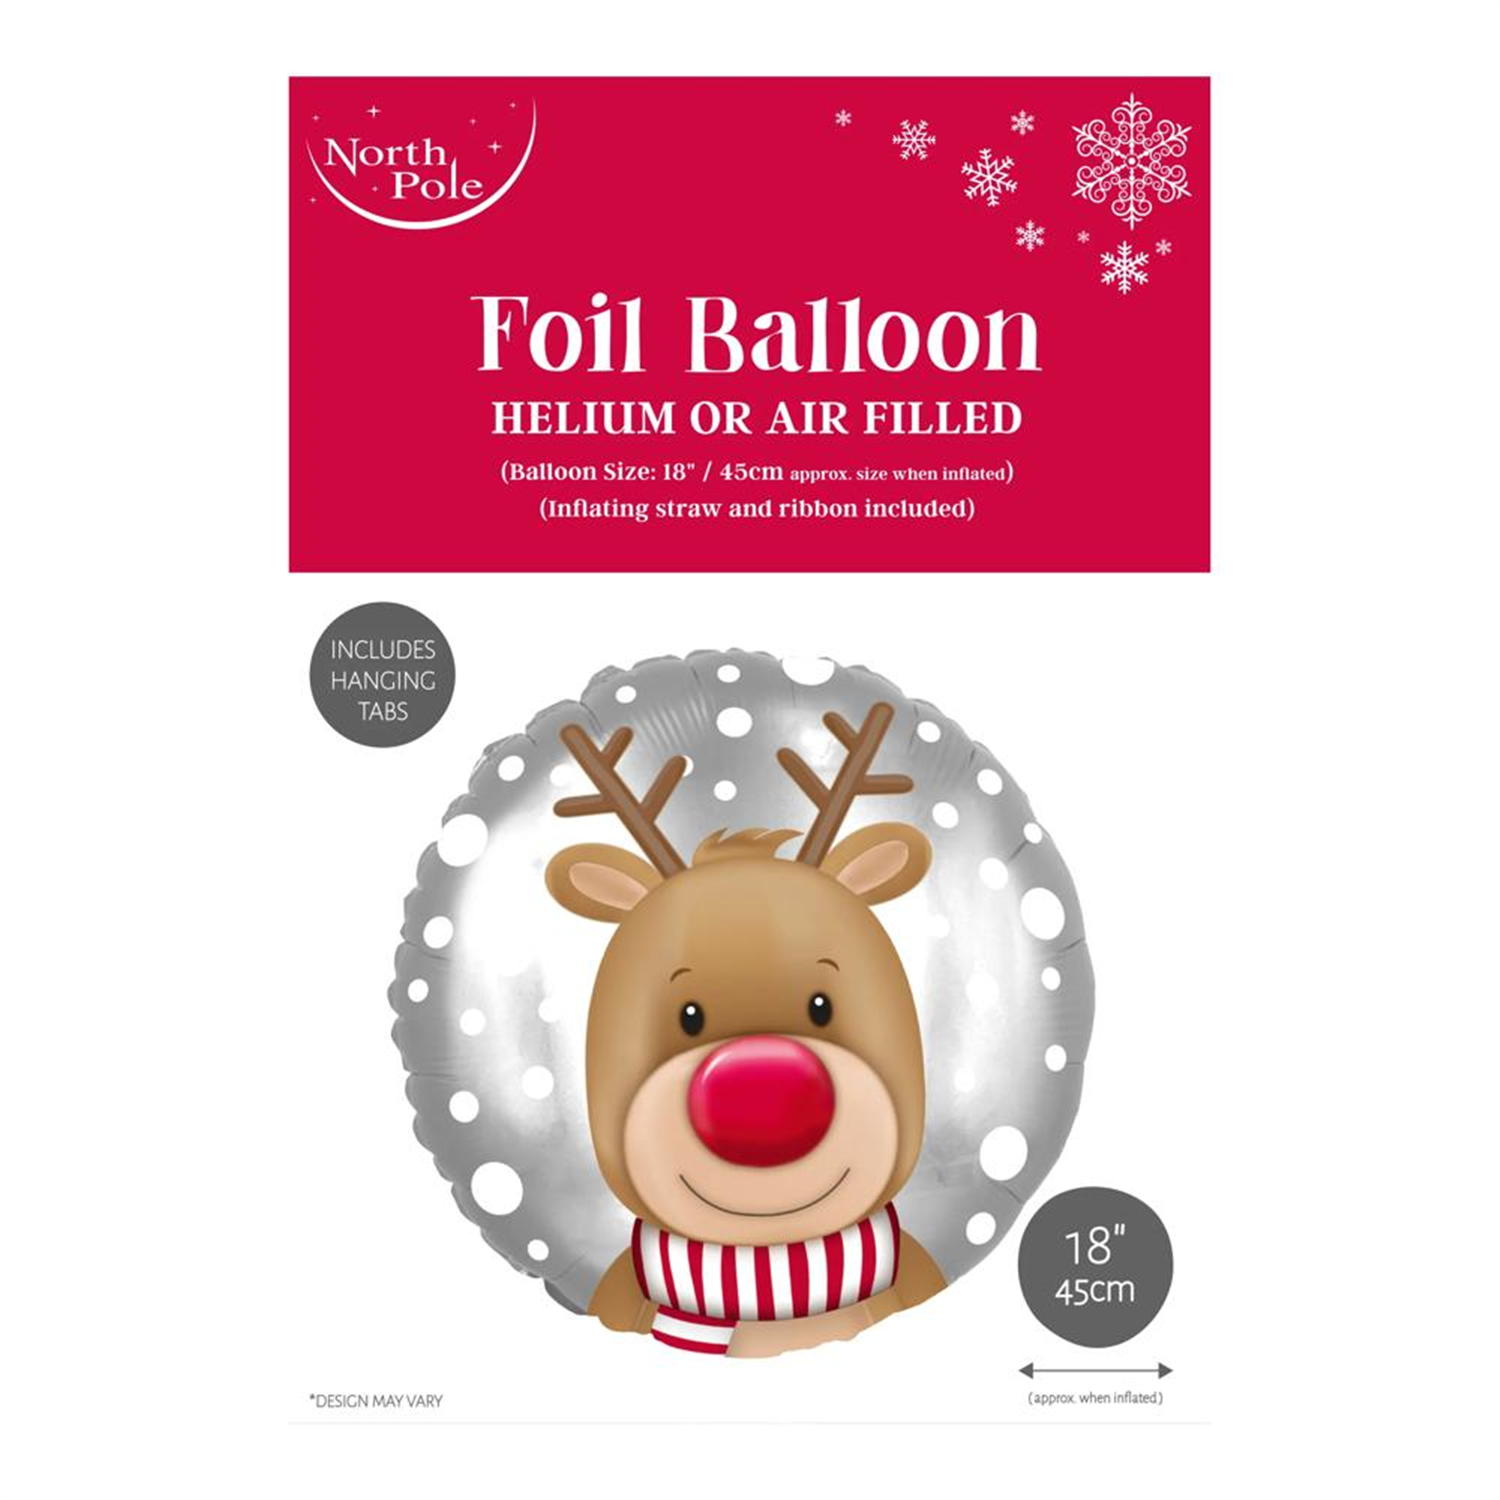 North
Pole
Foil Balloon
HELIUM OR AIR FILLED
(Balloon Size: 18" / 45cm approx. size when inflated)
(Inflating straw and ribbon included)
INCLUDES
HANGING
TABS
18"
45cm
(approx. when inflated)
*DESIGN MAY VARY